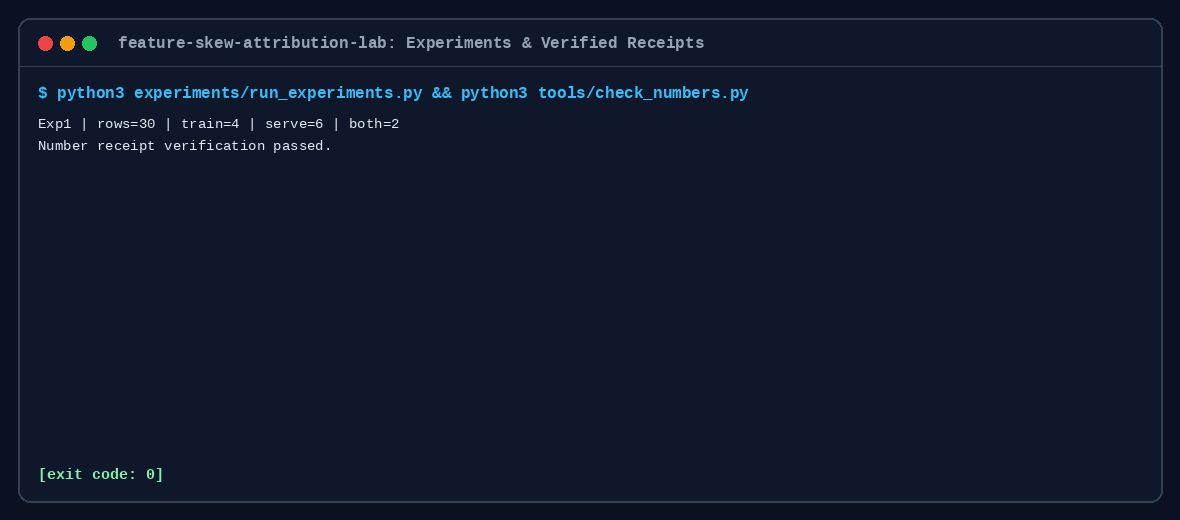 feature-skew-attribution-lab: Experiments & Verified Receipts
$ python3 experiments/run_experiments.py && python3 tools/check_numbers.py
Exp1 | rows=30 | train=4 | serve=6 | both=2
Number receipt verification passed.
[exit code: 0]